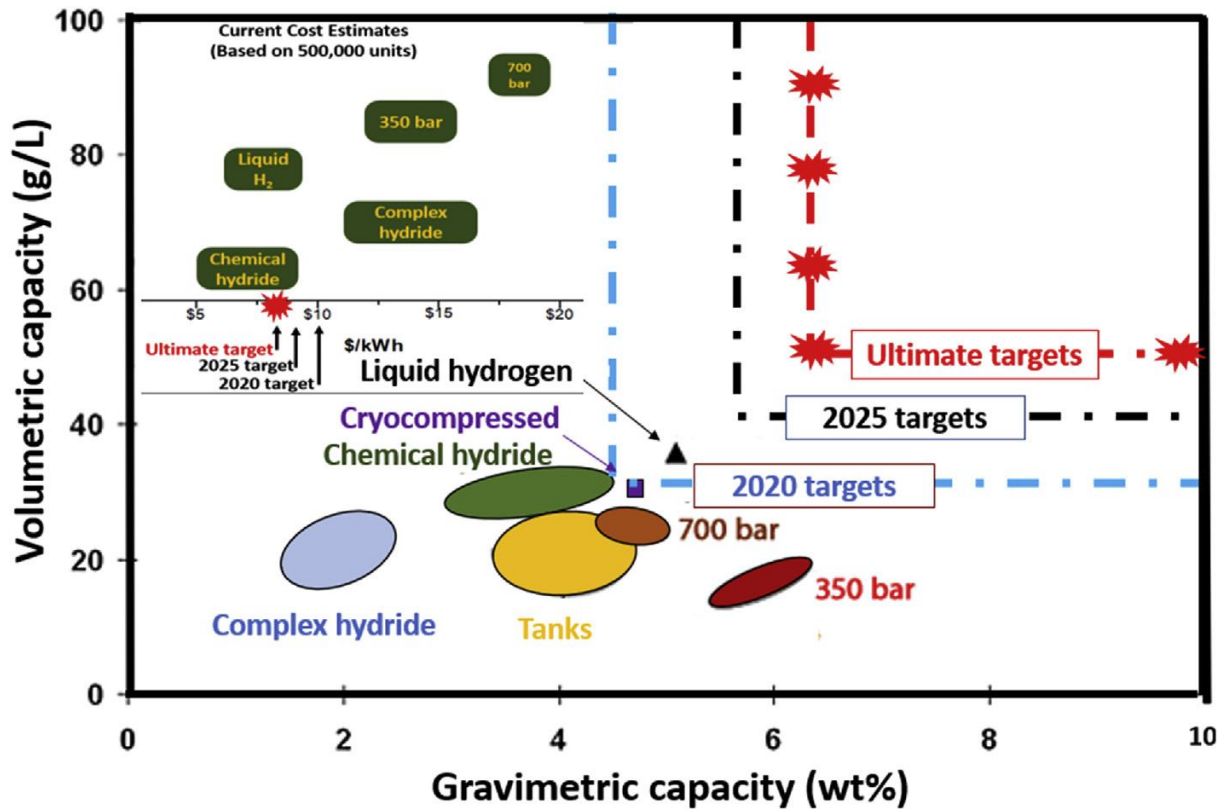 Current Cost Estimates
(Based on 500,000 units)
700
bar
350 bar
Liquid
H₂
Complex
hydride
Chemical
hydride
$5
$10
$15
$20
$/kWh
Ultimate target
2025 target
2020 target
Volumetric capacity (g/L)
100
80
60
40
20
0
Ultimate targets
2025 targets
2020 targets
Liquid hydrogen
Cryocompressed
Chemical hydride
700 bar
350 bar
Complex hydride
Tanks
0
2
4
6
8
10
Gravimetric capacity (wt%)